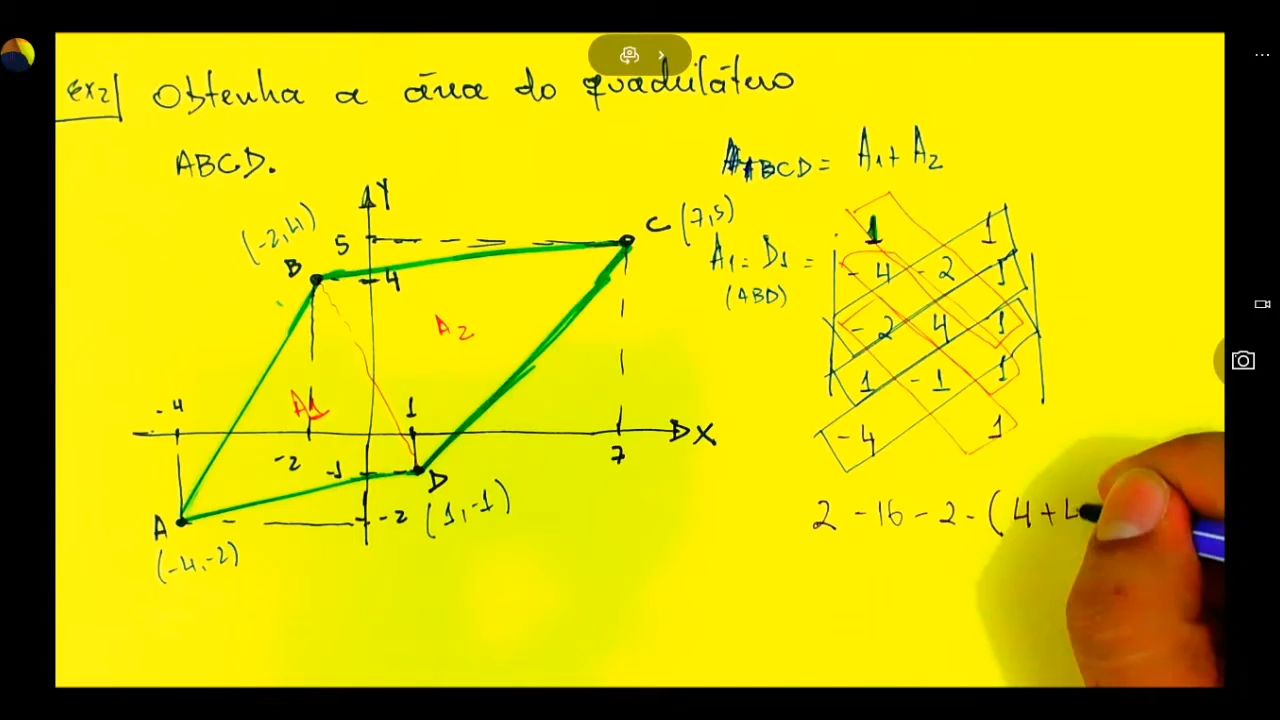 ex2 Obtenha a área do quadrilátero
ABCD.
Y
(-2,4)
B
5
4
C (7,5)
A2
A1
-4
-2
1
7
X
-1
-2
D
(1,-1)
A
(-4,-2)
ABCD = A1 + A2
A1 = D1 =
(ABD)
1 1
-4 -2 1
-2 4 1
1 -1 1
-4 1
2 - 16 - 2 - (4 + 4